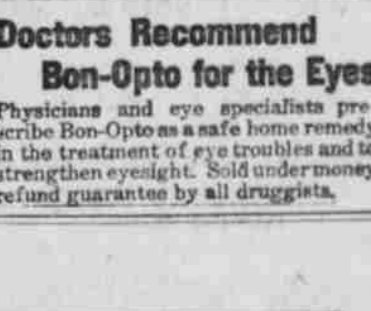 Doctors Recommend
Bon-Opto for the Eyes
Physicians and eye specialists pre
scribe Bon-Opto as a safe home remedy
in the treatment of eye troubles and to
strengthen eyesight. Sold under money
refund guarantee by all druggists.